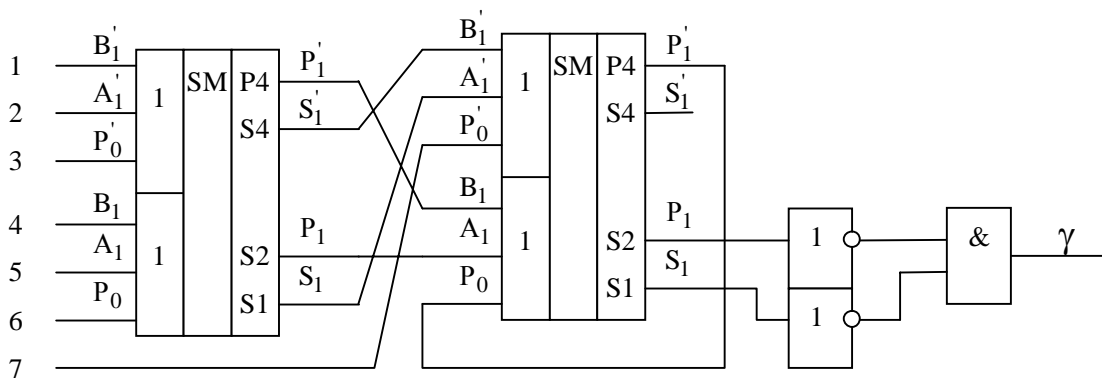 1
2
3
4
5
6
7
B₁'
A₁'
P₀'
B₁
A₁
P₀
1
1
SM
P4
S4
S2
S1
P₁'
S₁'
P₁
S₁
B₁'
A₁'
P₀'
B₁
A₁
P₀
1
1
SM
P4
S4
S2
S1
P₁'
S₁'
P₁
S₁
1
1
&
γ